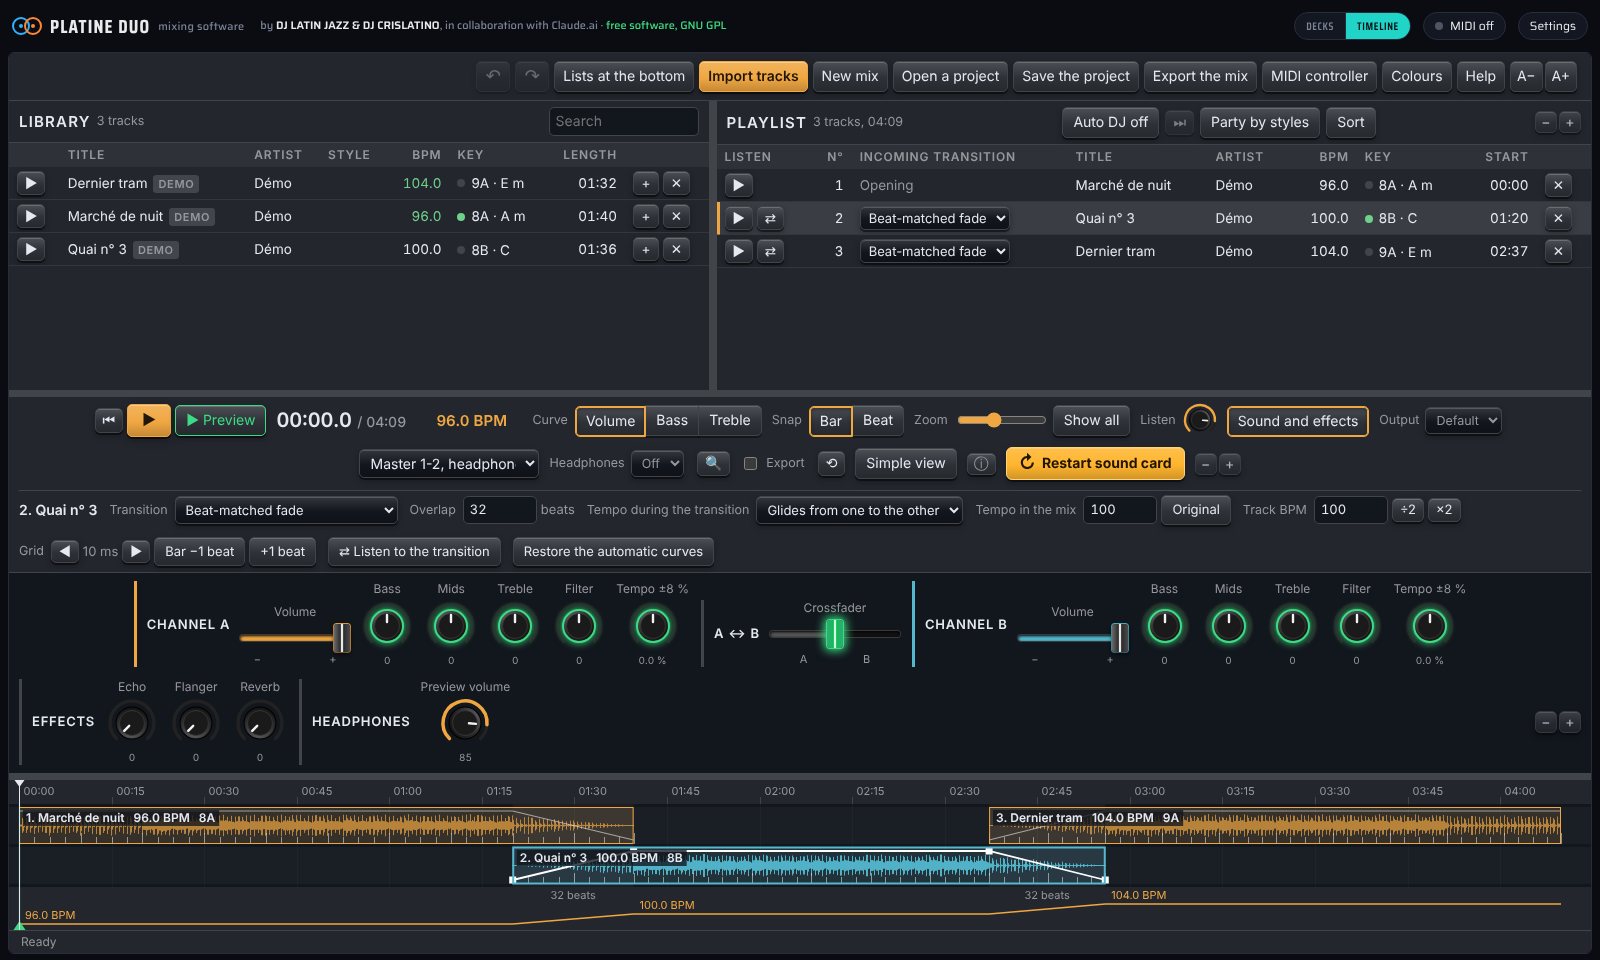 PLATINE DUO mixing software by DJ LATIN JAZZ & DJ CRISLATINO, in collaboration with Claude.ai · free software, GNU GPL DECKS TIMELINE MIDI off Settings
Lists at the bottom Import tracks New mix Open a project Save the project Export the mix MIDI controller Colours Help A− A+
LIBRARY 3 tracks Search
TITLE ARTIST STYLE BPM KEY LENGTH
Dernier tram DEMO Démo 104.0 9A · E m 01:32 + ×
Marché de nuit DEMO Démo 96.0 8A · A m 01:40 + ×
Quai n° 3 DEMO Démo 100.0 8B · C 01:36 + ×
PLAYLIST 3 tracks, 04:09 Auto DJ off Party by styles Sort − +
LISTEN N° INCOMING TRANSITION TITLE ARTIST BPM KEY START
1 Opening Marché de nuit Démo 96.0 8A · A m 00:00 ×
2 Beat-matched fade Quai n° 3 Démo 100.0 8B · C 01:20 ×
3 Beat-matched fade Dernier tram Démo 104.0 9A · E m 02:37 ×
Preview 00:00.0 / 04:09 96.0 BPM Curve Volume Bass Treble Snap Bar Beat Zoom Show all Listen Sound and effects Output Default
Master 1-2, headphon Headphones Off Export Simple view Restart sound card − +
2. Quai n° 3 Transition Beat-matched fade Overlap 32 beats Tempo during the transition Glides from one to the other Tempo in the mix 100 Original Track BPM 100 ÷2 ×2
Grid 10 ms Bar −1 beat +1 beat ⇄ Listen to the transition Restore the automatic curves
CHANNEL A Volume − + Bass 0 Mids 0 Treble 0 Filter 0 Tempo ±8 % 0.0 %
A ↔ B Crossfader A B
CHANNEL B Volume − + Bass 0 Mids 0 Treble 0 Filter 0 Tempo ±8 % 0.0 %
EFFECTS Echo 0 Flanger 0 Reverb 0
HEADPHONES Preview volume 85 − +
00:00 00:15 00:30 00:45 01:00 01:15 01:30 01:45 02:00 02:15 02:30 02:45 03:00 03:15 03:30 03:45 04:00
1. Marché de nuit 96.0 BPM 8A
3. Dernier tram 104.0 BPM 9A
2. Quai n° 3 100.0 BPM 8B
32 beats 32 beats
96.0 BPM 100.0 BPM 104.0 BPM
Ready